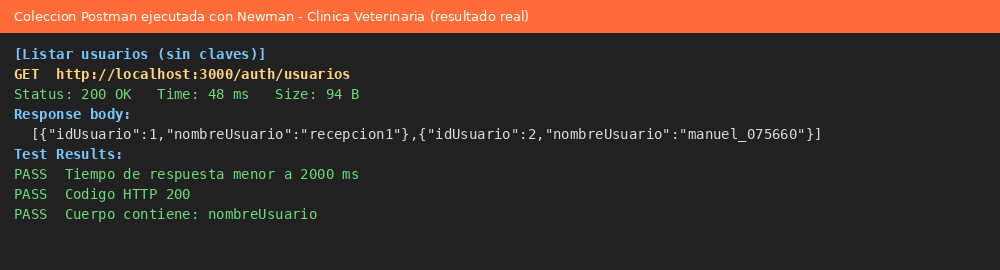 Coleccion Postman ejecutada con Newman - Clinica Veterinaria (resultado real)
[Listar usuarios (sin claves)]
GET  http://localhost:3000/auth/usuarios
Status: 200 OK   Time: 48 ms   Size: 94 B
Response body:
  [{"idUsuario":1,"nombreUsuario":"recepcion1"},{"idUsuario":2,"nombreUsuario":"manuel_075660"}]
Test Results:
PASS  Tiempo de respuesta menor a 2000 ms
PASS  Codigo HTTP 200
PASS  Cuerpo contiene: nombreUsuario